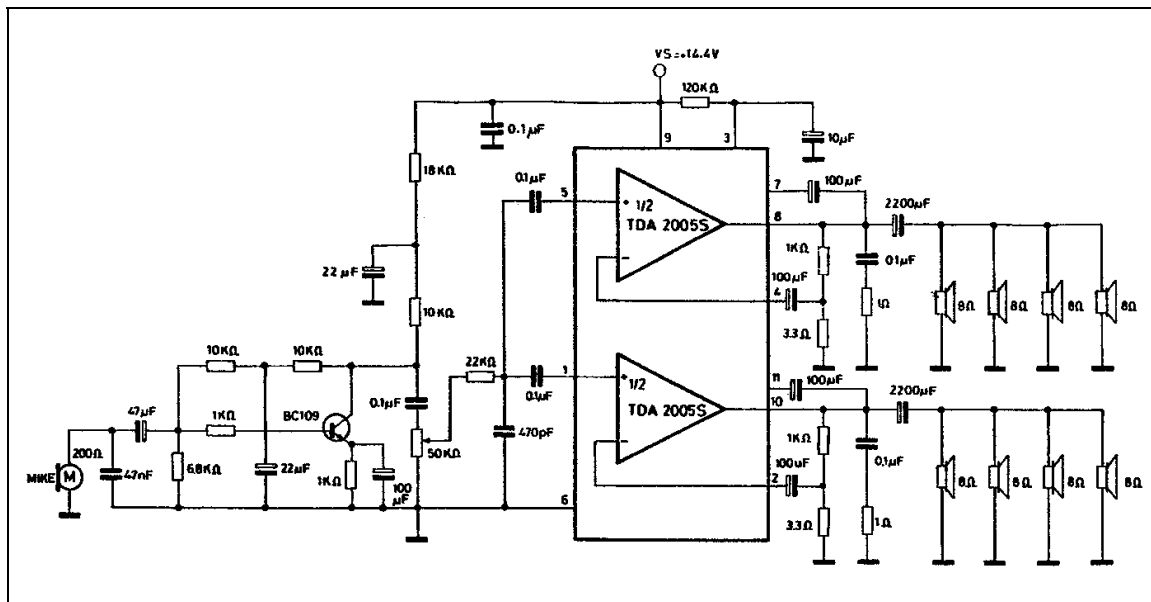 VS=+14.4V
120KΩ
0.1µF
9
3
10µF
18KΩ
0.1µF
5
7
100µF
1/2
TDA 2005S
8
2200µF
22µF
1KΩ
0.1µF
100µF
4
10KΩ
1Ω
8Ω
8Ω
8Ω
8Ω
3.3Ω
10KΩ
10KΩ
22KΩ
1
0.1µF
1/2
TDA 2005S
11
100µF
10
2200µF
47µF
1KΩ
BC109
0.1µF
470pF
1KΩ
0.1µF
200Ω
MIKE
M
47nF
6.8KΩ
22µF
1KΩ
100
µF
50KΩ
100µF
2
8Ω
8Ω
8Ω
8Ω
6
3.3Ω
1Ω